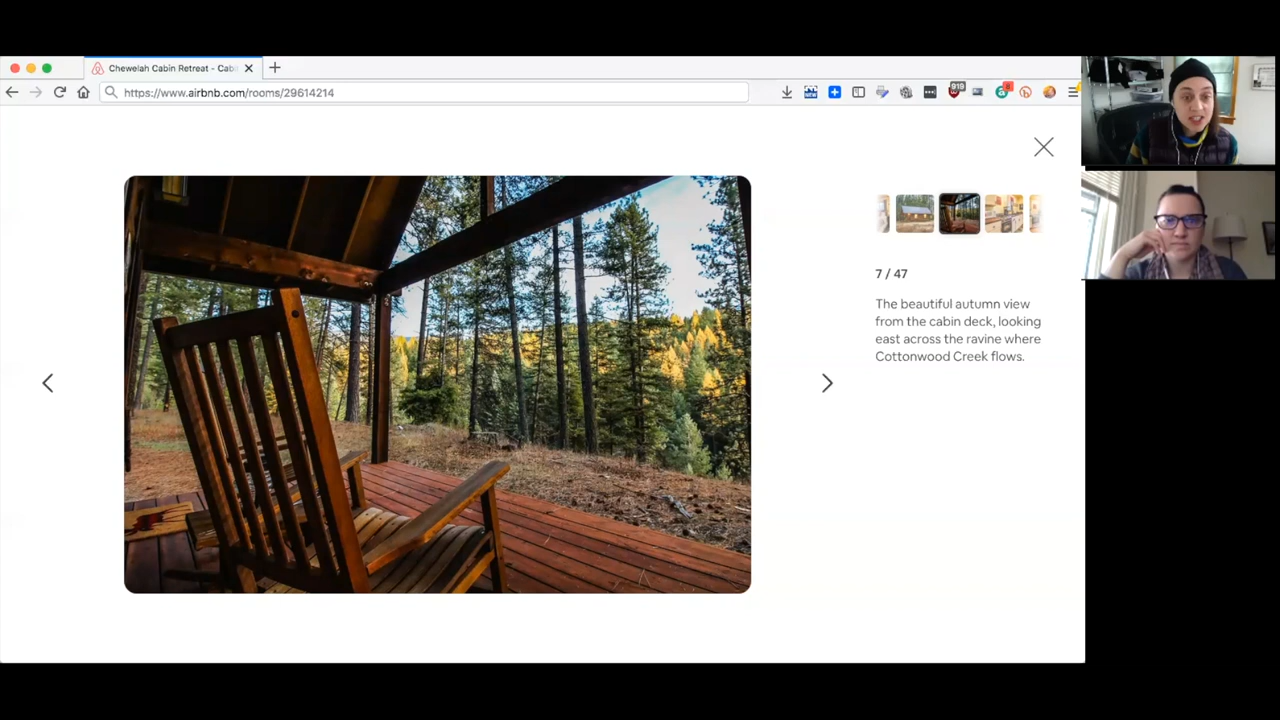 Chewelah Cabin Retreat - Cab
https://www.airbnb.com/rooms/29614214
919
7 / 47
The beautiful autumn view
from the cabin deck, looking
east across the ravine where
Cottonwood Creek flows.